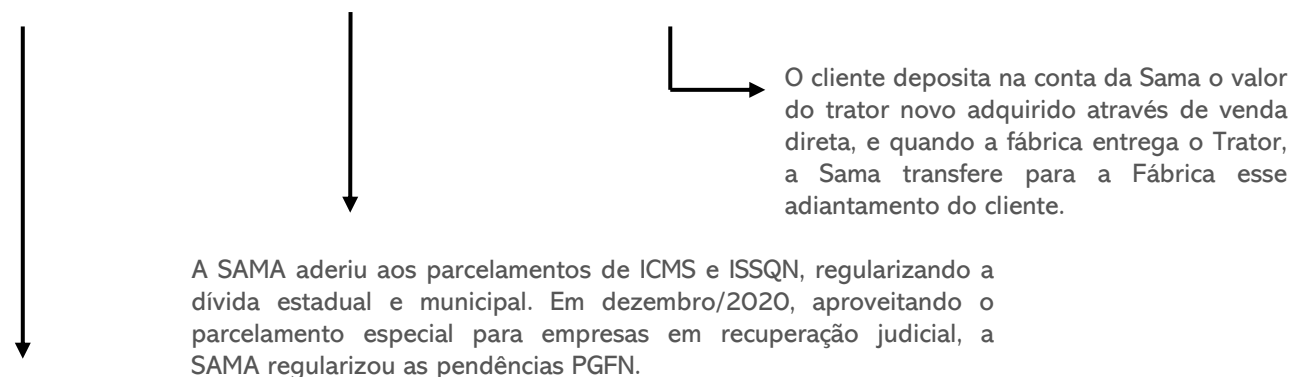 O cliente deposita na conta da Sama o valor
do trator novo adquirido através de venda
direta, e quando a fábrica entrega o Trator,
a Sama transfere para a Fábrica esse
adiantamento do cliente.
A SAMA aderiu aos parcelamentos de ICMS e ISSQN, regularizando a
dívida estadual e municipal. Em dezembro/2020, aproveitando o
parcelamento especial para empresas em recuperação judicial, a
SAMA regularizou as pendências PGFN.